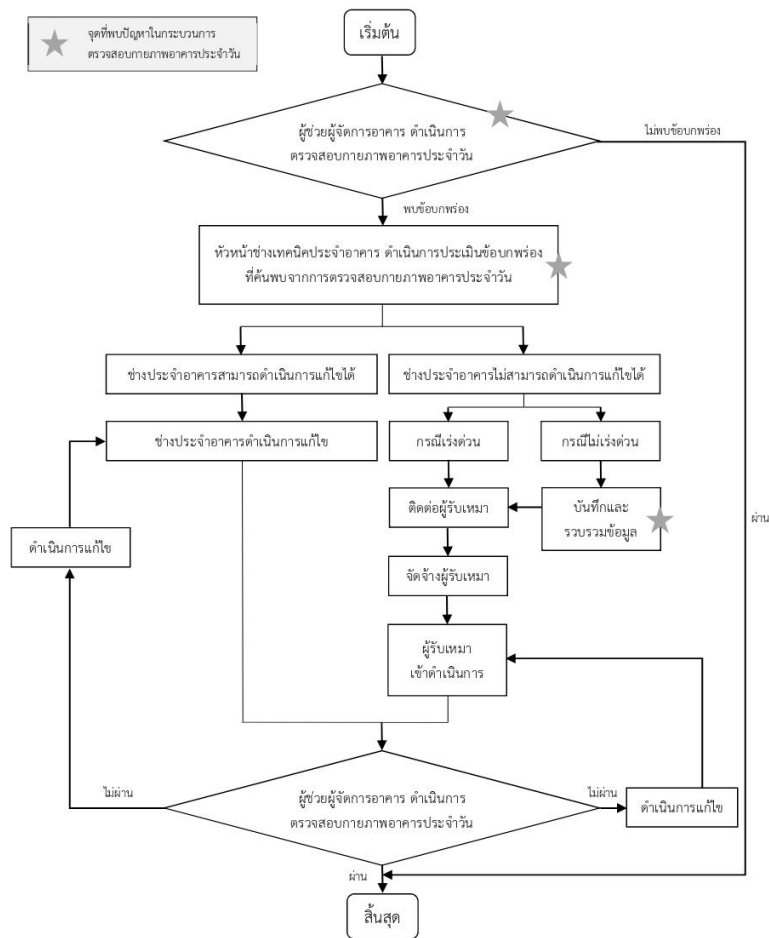 จุดที่พบปัญหาในกระบวนการ
ตรวจสอบกายภาพอาคารประจำวัน
เริ่มต้น
ผู้ช่วยผู้จัดการอาคาร ดำเนินการ
ตรวจสอบกายภาพอาคารประจำวัน
ไม่พบข้อบกพร่อง
พบข้อบกพร่อง
หัวหน้าช่างเทคนิคประจำอาคาร ดำเนินการประเมินข้อบกพร่อง
ที่ค้นพบจากการตรวจสอบกายภาพอาคารประจำวัน
ช่างประจำอาคารสามารถดำเนินการแก้ไขได้
ช่างประจำอาคารไม่สามารถดำเนินการแก้ไขได้
ช่างประจำอาคารดำเนินการแก้ไข
กรณีเร่งด่วน
กรณีไม่เร่งด่วน
ติดต่อผู้รับเหมา
บันทึกและ
รวบรวมข้อมูล
ผ่าน
ดำเนินการแก้ไข
จัดจ้างผู้รับเหมา
ผู้รับเหมา
เข้าดำเนินการ
ไม่ผ่าน
ผู้ช่วยผู้จัดการอาคาร ดำเนินการ
ตรวจสอบกายภาพอาคารประจำวัน
ไม่ผ่าน
ดำเนินการแก้ไข
ผ่าน
สิ้นสุด